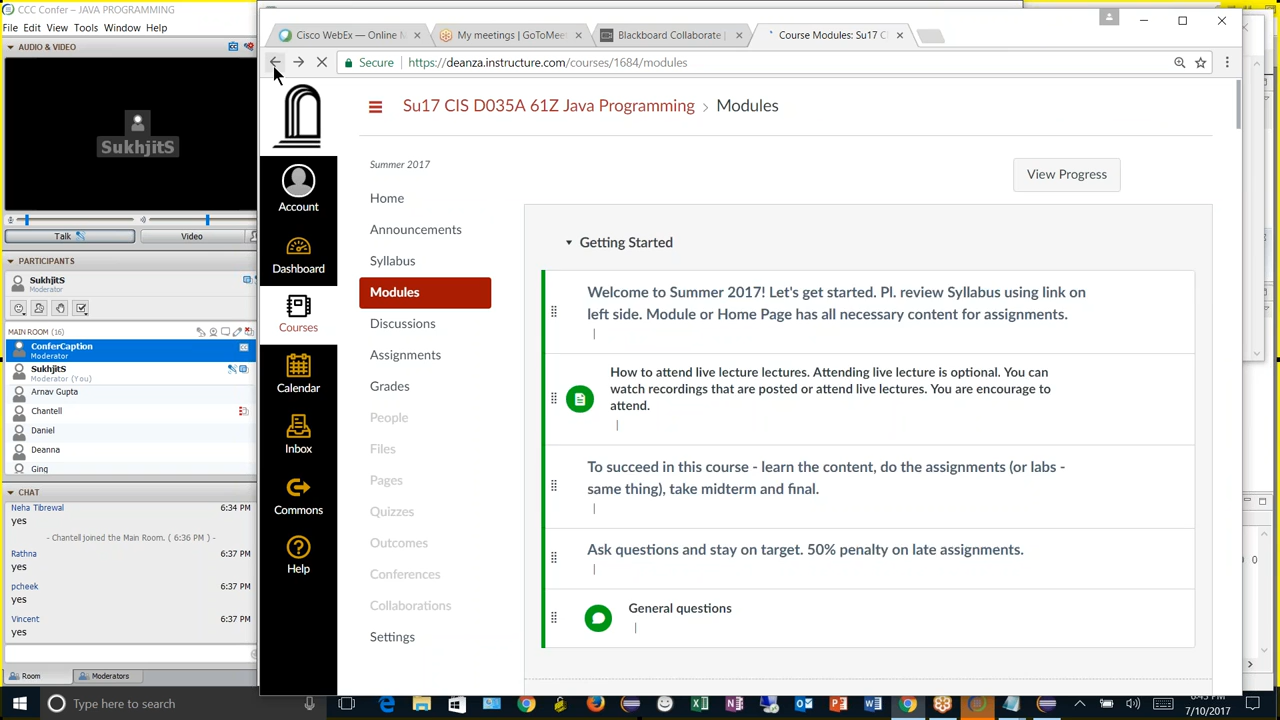 CCC Confer – JAVA PROGRAMMING
File Edit View Tools Window Help
AUDIO & VIDEO
SukhjitS
Talk
Video
PARTICIPANTS
SukhjitS
Moderator
MAIN ROOM (16)
ConferCaption
Moderator
SukhjitS
Moderator (You)
Arnav Gupta
Chantell
Daniel
Deanna
Ging
CHAT
Neha Tibrewal 6:34 PM
yes
- Chantell joined the Main Room. ( 6:36 PM ) -
Rathna 6:37 PM
yes
pcheek 6:37 PM
yes
Vincent 6:37 PM
yes
Room
Moderators
Cisco WebEx — Online M
My meetings | GoToMeet
Blackboard Collaborate |
Course Modules: Su17 C
Secure https://deanza.instructure.com/courses/1684/modules
Account
Dashboard
Courses
Calendar
Inbox
Commons
Help
Su17 CIS D035A 61Z Java Programming > Modules
Summer 2017
Home
Announcements
Syllabus
Modules
Discussions
Assignments
Grades
People
Files
Pages
Quizzes
Outcomes
Conferences
Collaborations
Settings
View Progress
Getting Started
Welcome to Summer 2017! Let's get started. Pl. review Syllabus using link on
left side. Module or Home Page has all necessary content for assignments.
|
How to attend live lecture lectures. Attending live lecture is optional. You can
watch recordings that are posted or attend live lectures. You are encourage to
attend.
|
To succeed in this course - learn the content, do the assignments (or labs -
same thing), take midterm and final.
|
Ask questions and stay on target. 50% penalty on late assignments.
|
General questions
|
0
Type here to search
7/10/2017